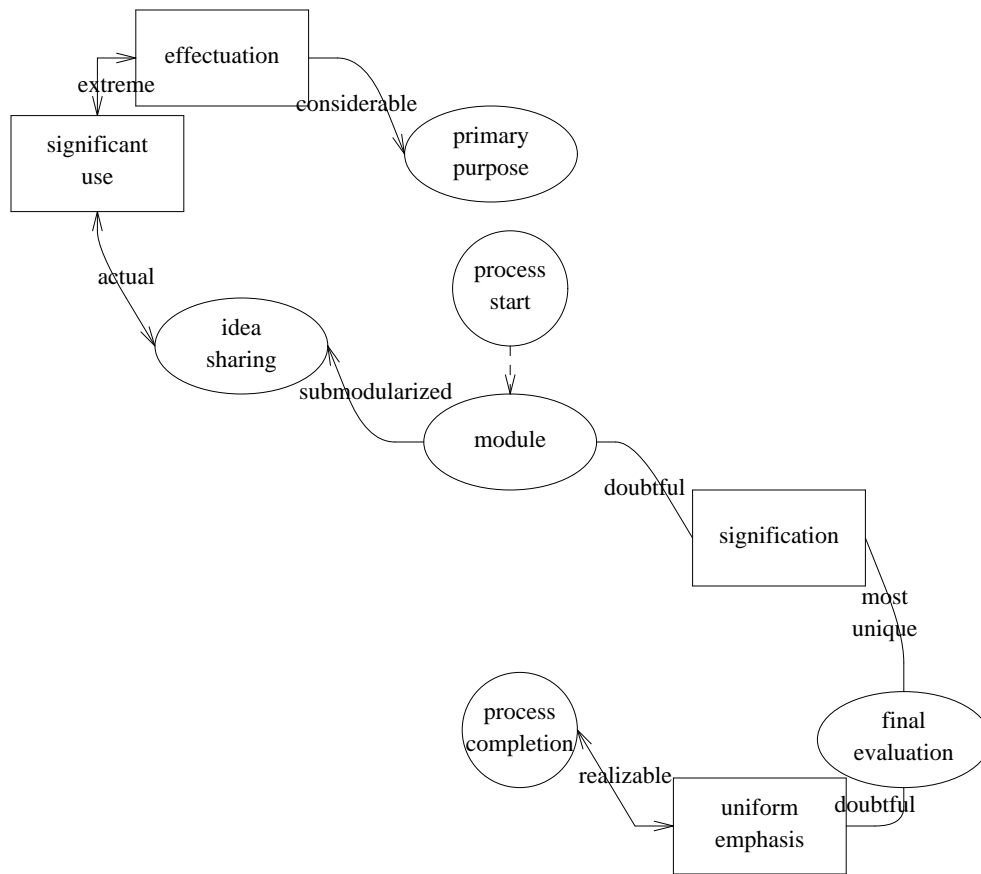 effectuation
extreme
considerable
significant
use
primary
purpose
actual
process
start
idea
sharing
submodularized
module
doubtful
signification
most
unique
process
completion
final
evaluation
realizable
doubtful
uniform
emphasis